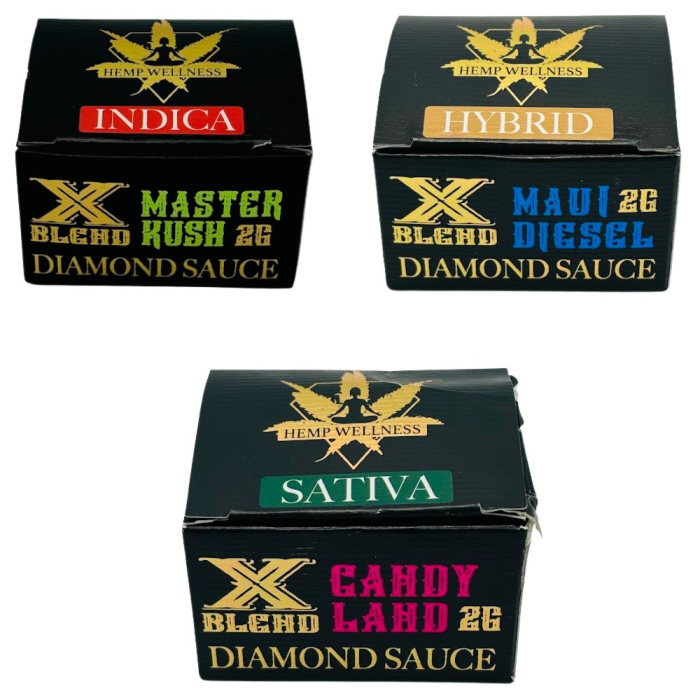 HEMP WELLNESS
INDICA
X BLEND
MASTER
KUSH 2G
DIAMOND SAUCE
HEMP WELLNESS
HYBRID
X BLEND
MAUI 2G
DIESEL
DIAMOND SAUCE
HEMP WELLNESS
SATIVA
X BLEND
CANDY
LAND 2G
DIAMOND SAUCE